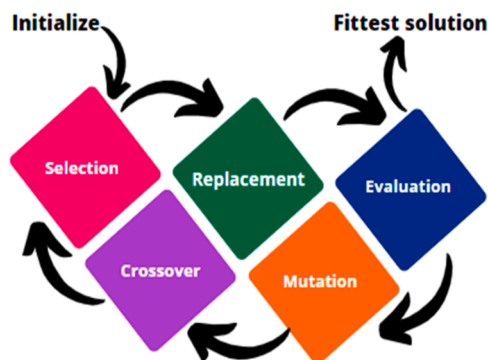 Initialize
Fittest solution
Selection
Replacement
Evaluation
Crossover
Mutation